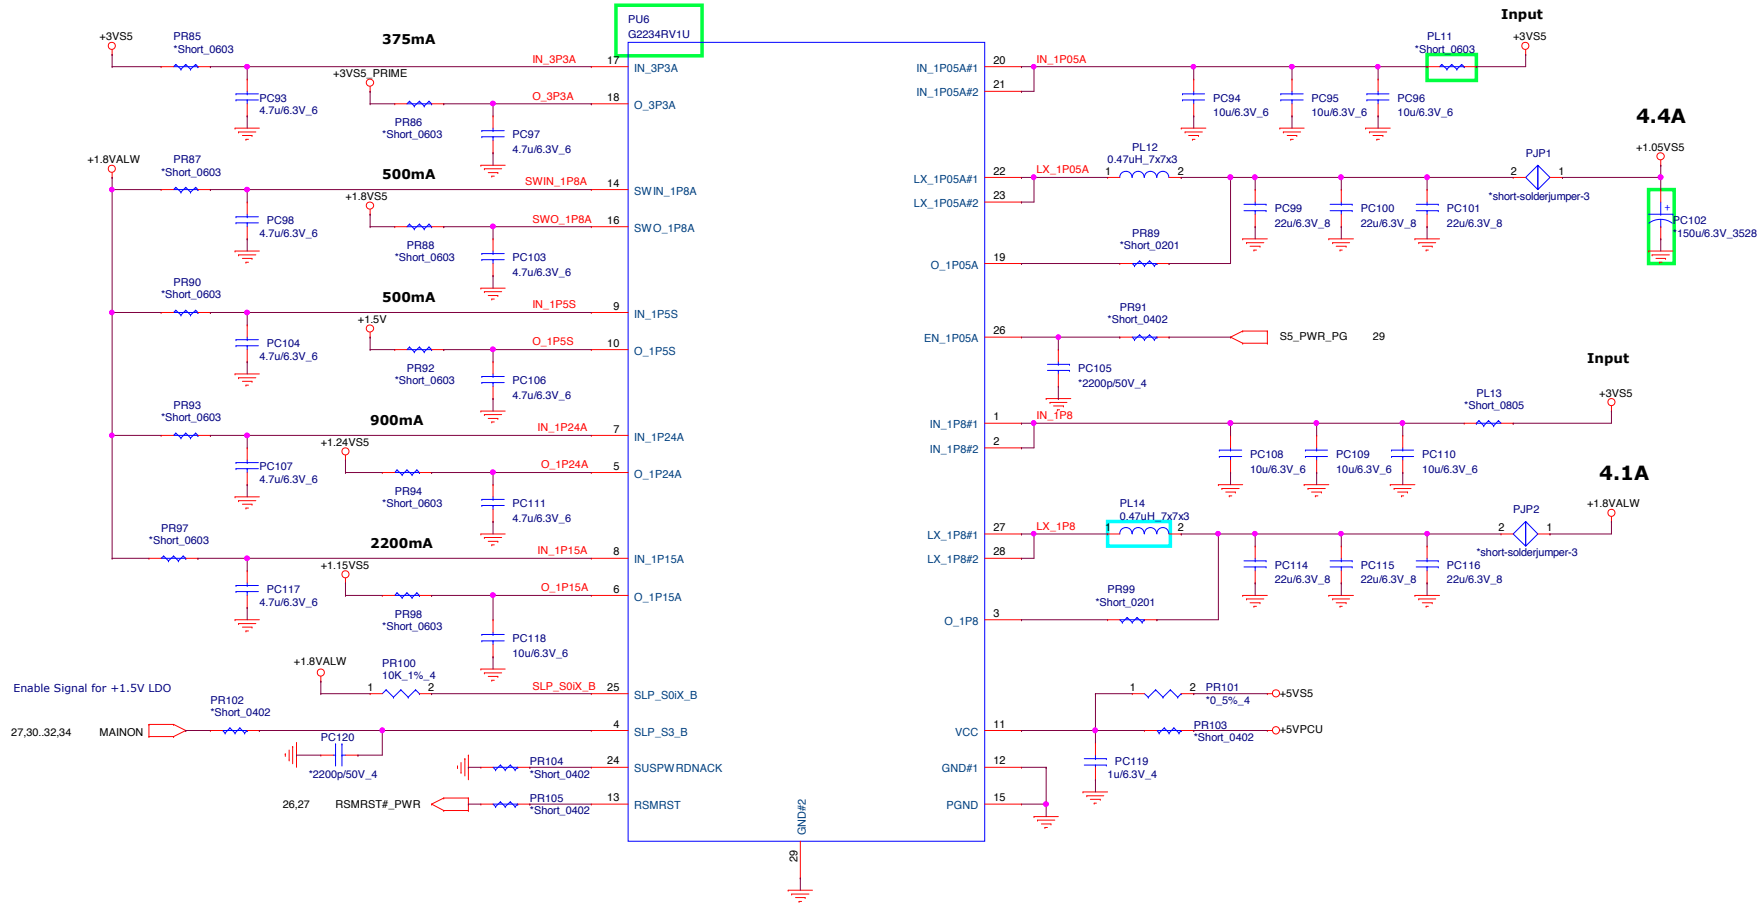 PU6
G2234RV1U
+3VS5
PR85
*Short_0603
375mA
IN_3P3A
17
IN_3P3A
PC93
4.7u/6.3V_6
+3VS5_PRIME
O_3P3A
18
O_3P3A
PR86
*Short_0603
PC97
4.7u/6.3V_6
+1.8VALW
PR87
*Short_0603
500mA
SWIN_1P8A
14
SWIN_1P8A
PC98
4.7u/6.3V_6
+1.8VS5
SWO_1P8A
16
SWO_1P8A
PR88
*Short_0603
PC103
4.7u/6.3V_6
PR90
*Short_0603
500mA
IN_1P5S
9
IN_1P5S
PC104
4.7u/6.3V_6
+1.5V
O_1P5S
10
O_1P5S
PR92
*Short_0603
PC106
4.7u/6.3V_6
PR93
*Short_0603
900mA
IN_1P24A
7
IN_1P24A
PC107
4.7u/6.3V_6
+1.24VS5
O_1P24A
5
O_1P24A
PR94
*Short_0603
PC111
4.7u/6.3V_6
PR97
*Short_0603
2200mA
IN_1P15A
8
IN_1P15A
PC117
4.7u/6.3V_6
+1.15VS5
O_1P15A
6
O_1P15A
PR98
*Short_0603
PC118
10u/6.3V_6
+1.8VALW
PR100
10K_1%_4
1 2
SLP_S0iX_B
25
SLP_S0iX_B
Enable Signal for +1.5V LDO
PR102
*Short_0402
27,30..32,34 MAINON
4
SLP_S3_B
PC120
*2200p/50V_4
PR104
*Short_0402
24
SUSPWRDNACK
26,27 RSMRST#_PWR
PR105
*Short_0402
13
RSMRST
GND#2
29
Input
PL11
*Short_0603
+3VS5
IN_1P05A#1
20
IN_1P05A
IN_1P05A#2
21
PC94
10u/6.3V_6
PC95
10u/6.3V_6
PC96
10u/6.3V_6
4.4A
+1.05VS5
PL12
0.47uH_7x7x3
LX_1P05A#1
22
LX_1P05A
1 2
LX_1P05A#2
23
PJP1
2 1
*short-solderjumper-3
PC99
22u/6.3V_8
PC100
22u/6.3V_8
PC101
22u/6.3V_8
+
PC102
*150u/6.3V_3528
PR89
*Short_0201
O_1P05A
19
PR91
*Short_0402
EN_1P05A
26
S5_PWR_PG 29
PC105
*2200p/50V_4
Input
PL13
*Short_0805
+3VS5
IN_1P8#1
1
IN_1P8
IN_1P8#2
2
PC108
10u/6.3V_6
PC109
10u/6.3V_6
PC110
10u/6.3V_6
4.1A
+1.8VALW
PL14
0.47uH_7x7x3
LX_1P8#1
27
LX_1P8
1 2
LX_1P8#2
28
PJP2
2 1
*short-solderjumper-3
PC114
22u/6.3V_8
PC115
22u/6.3V_8
PC116
22u/6.3V_8
PR99
*Short_0201
O_1P8
3
1 2
PR101
*0_5%_4
+5VS5
VCC
11
PR103
*Short_0402
+5VPCU
PC119
1u/6.3V_4
GND#1
12
PGND
15